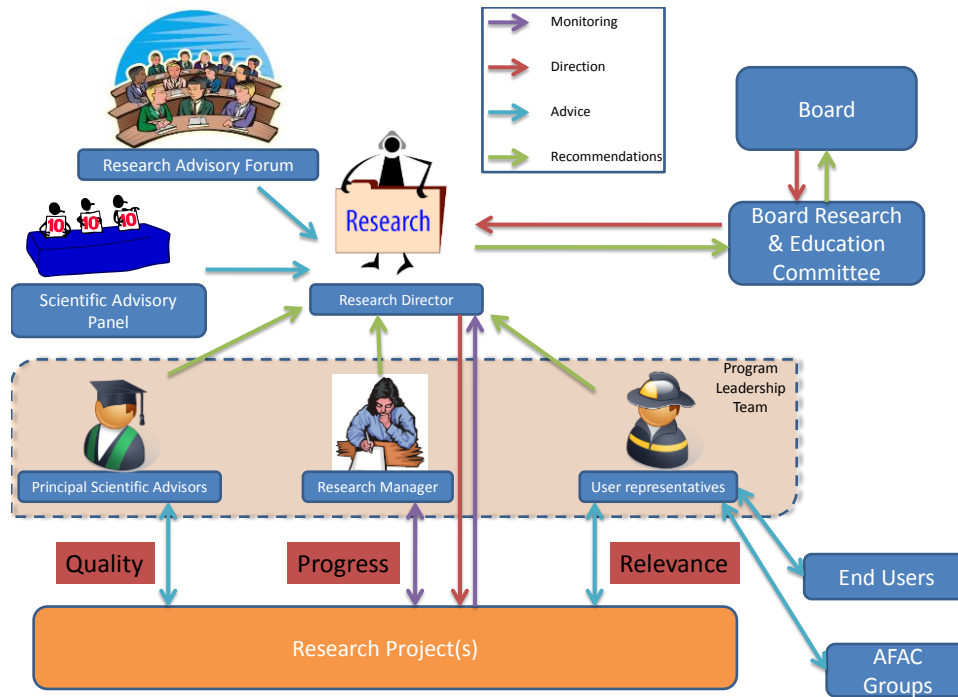 Monitoring
Direction
Advice
Recommendations
Board
Research Advisory Forum
Research
10
10
10
Board Research
& Education
Committee
Scientific Advisory
Panel
Research Director
Program
Leadership
Team
Principal Scientific Advisors
Research Manager
User representatives
Quality
Progress
Relevance
End Users
Research Project(s)
AFAC
Groups